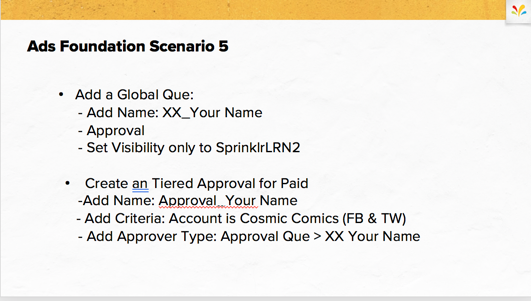 Ads Foundation Scenario 5
• Add a Global Que:
- Add Name: XX_Your Name
- Approval
- Set Visibility only to SprinklrLRN2
• Create an Tiered Approval for Paid
-Add Name: Approval_Your Name
- Add Criteria: Account is Cosmic Comics (FB & TW)
- Add Approver Type: Approval Que > XX Your Name